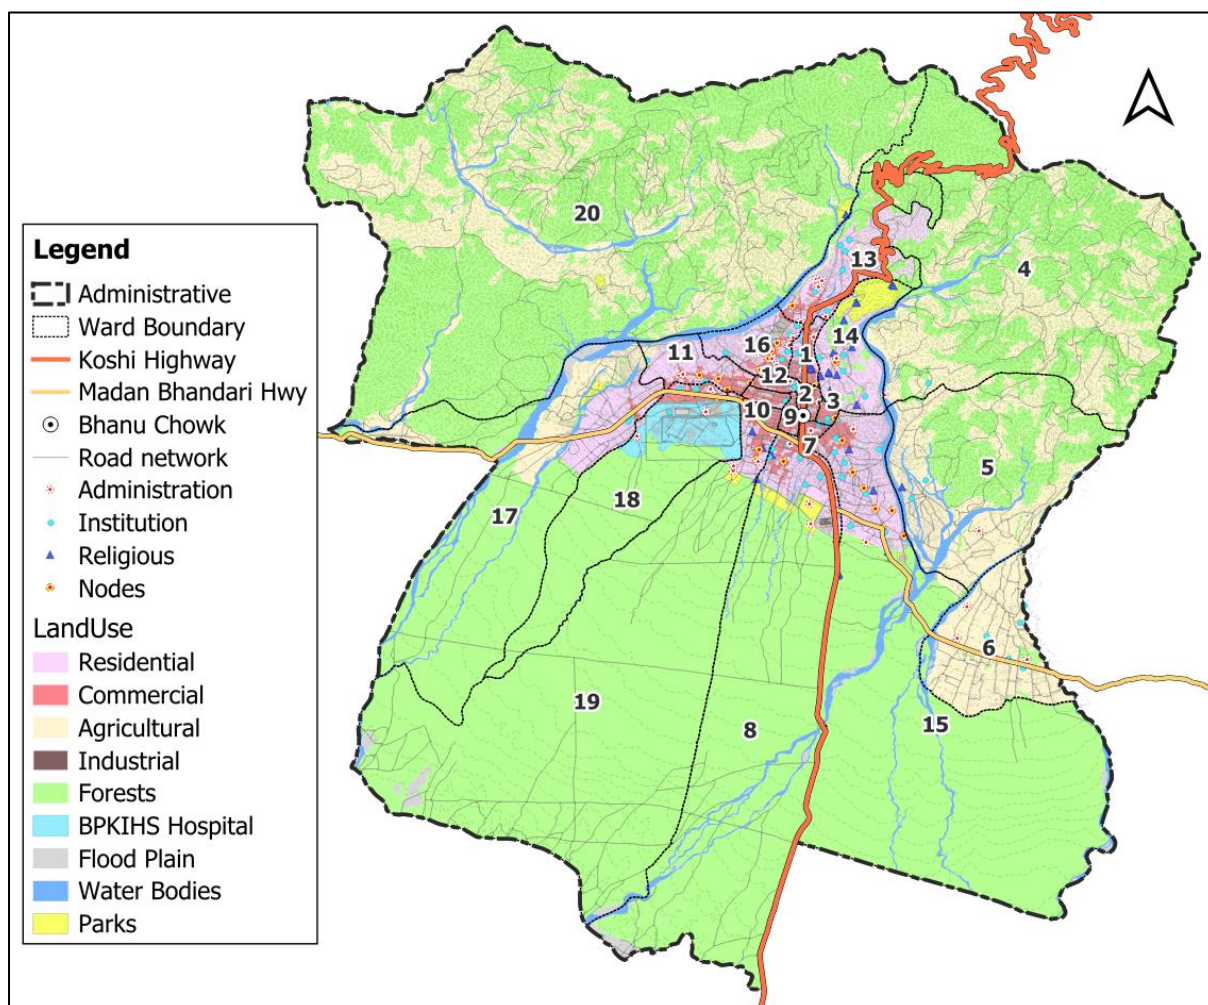 Legend
Administrative
Ward Boundary
Koshi Highway
Madan Bhandari Hwy
Bhanu Chowk
Road network
Administration
Institution
Religious
Nodes
LandUse
Residential
Commercial
Agricultural
Industrial
Forests
BPKIHS Hospital
Flood Plain
Water Bodies
Parks
20
13
4
14
11
16
1
12
2
3
10
9
7
5
18
17
6
19
8
15